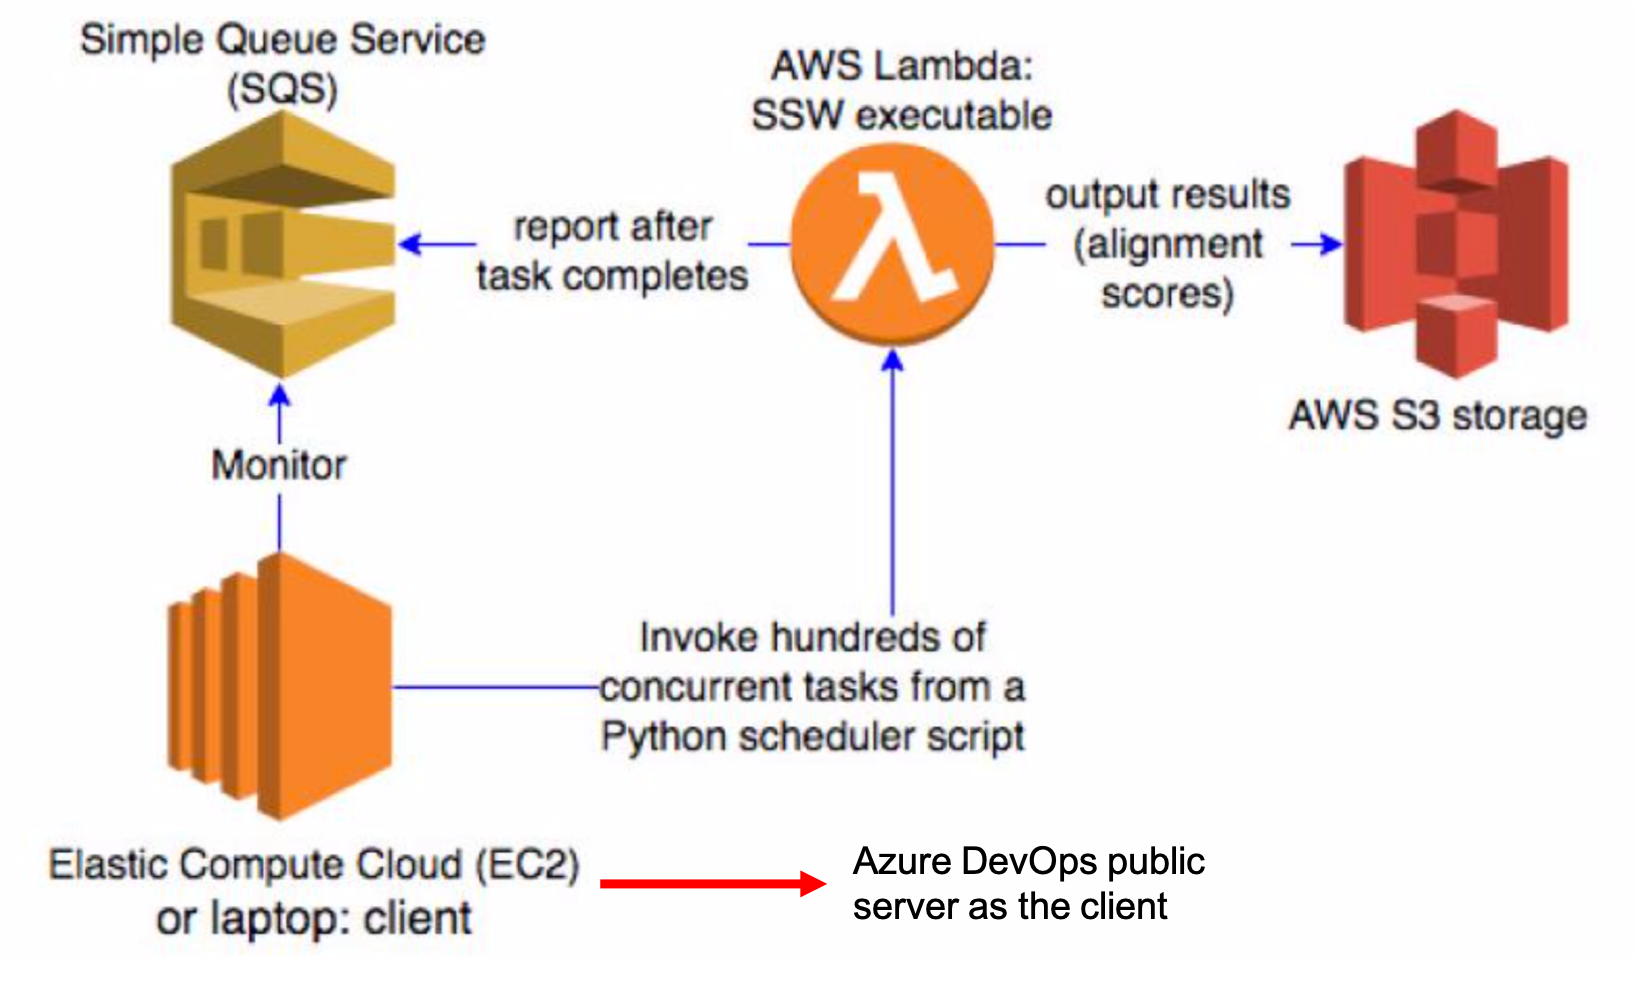 Simple Queue Service
(SQS)
AWS Lambda:
SSW executable
report after
task completes
output results
(alignment
scores)
AWS S3 storage
Monitor
Invoke hundreds of
concurrent tasks from a
Python scheduler script
Elastic Compute Cloud (EC2)
or laptop: client
Azure DevOps public
server as the client